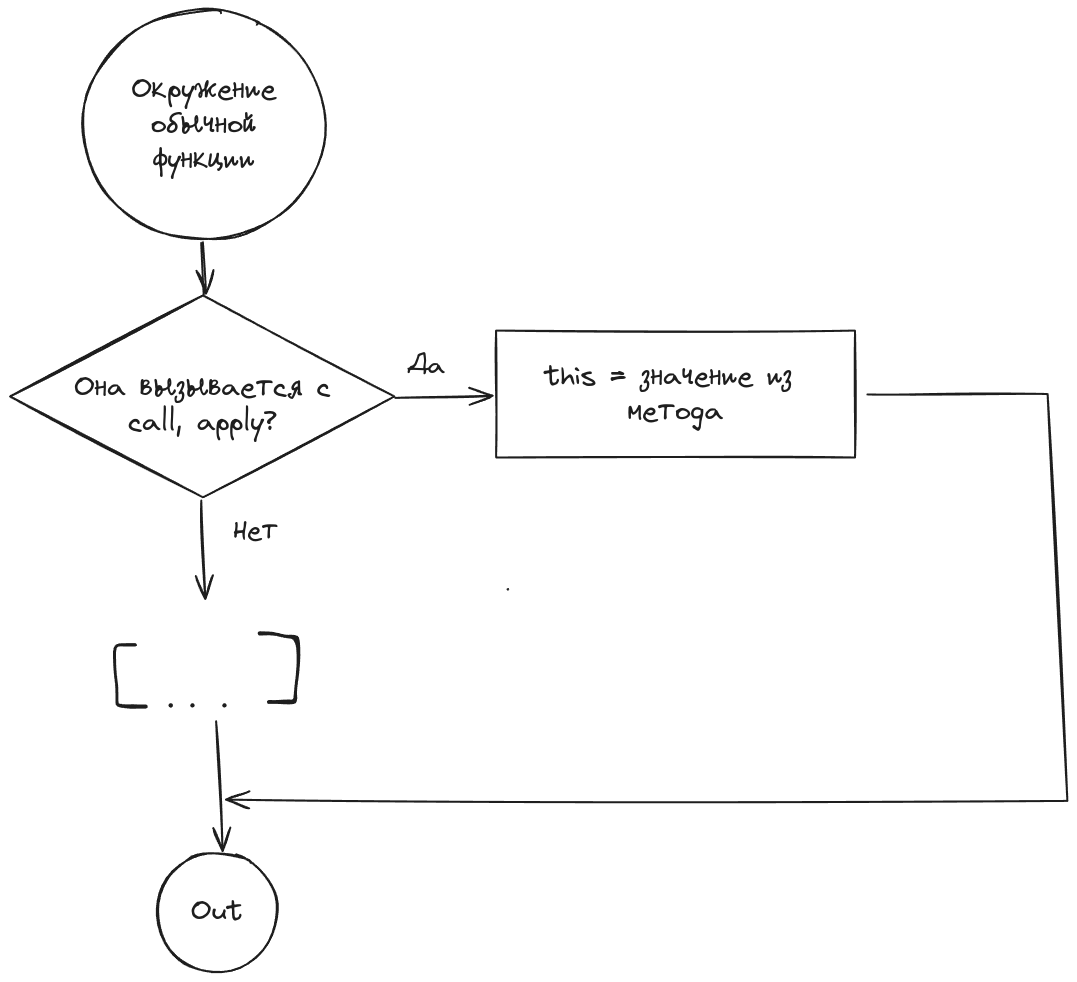 Окружение
обычной
функции
Она вызывается с
call, apply?
Да
this = значение из
метода
Нет
[ . . . ]
Out